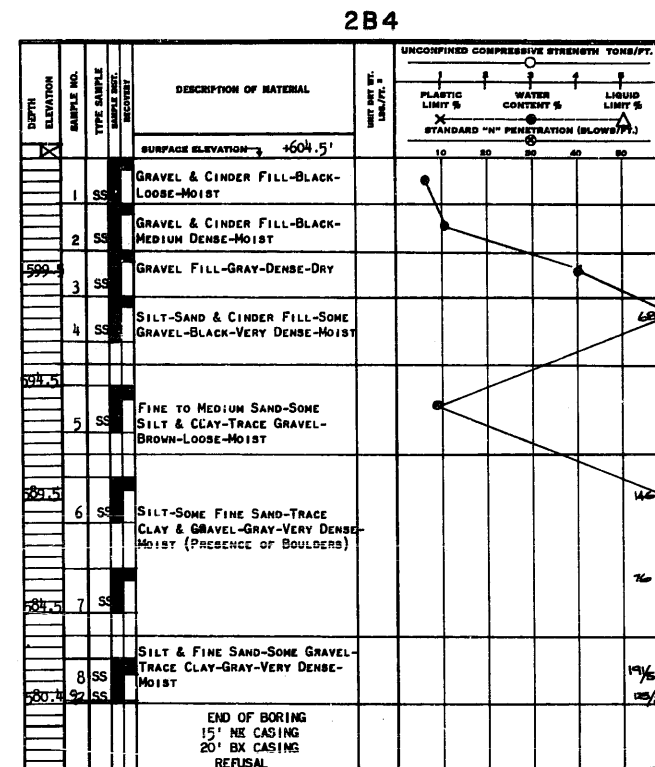 2B4
DEPTH
ELEVATION
SAMPLE NO.
TYPE SAMPLE
SAMPLE DIST.
RECOVERY
DESCRIPTION OF MATERIAL
UNIT DRY WT.
LBS./FT.³
UNCONFINED COMPRESSIVE STRENGTH TONS/FT.
1 2 3 4 5
PLASTIC LIMIT %
WATER CONTENT %
LIQUID LIMIT %
STANDARD "N" PENETRATION (BLOWS/FT.)
10 20 30 40 50
SURFACE ELEVATION +604.5'
1 SS GRAVEL & CINDER FILL-BLACK-
LOOSE-MOIST
2 SS GRAVEL & CINDER FILL-BLACK-
MEDIUM DENSE-MOIST
599.5
3 SS GRAVEL FILL-GRAY-DENSE-DRY
4 SS SILT-SAND & CINDER FILL-SOME
GRAVEL-BLACK-VERY DENSE-MOIST
68
594.5
5 SS FINE TO MEDIUM SAND-SOME
SILT & CLAY-TRACE GRAVEL-
BROWN-LOOSE-MOIST
589.5
146
6 SS SILT-SOME FINE SAND-TRACE
CLAY & GRAVEL-GRAY-VERY DENSE-
MOIST (PRESENCE OF BOULDERS)
76
584.5 7 SS
SILT & FINE SAND-SOME GRAVEL-
TRACE CLAY-GRAY-VERY DENSE-
MOIST
8 SS 191/5
580.4 9 SS
END OF BORING
15' NX CASING
20' BX CASING
REFUSAL